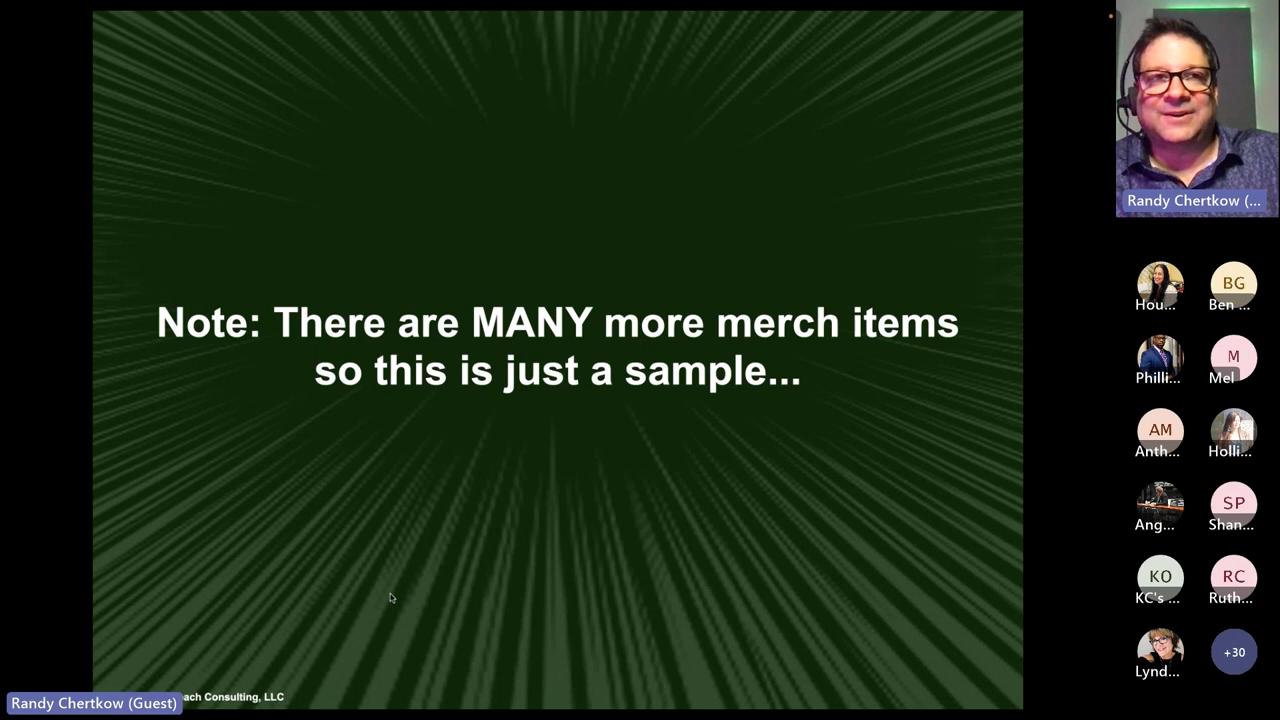 Note: There are MANY more merch items
so this is just a sample...
ach Consulting, LLC
Randy Chertkow (Guest)
Randy Chertkow (...
Hou...
BG
Ben ...
Philli...
M
Mel
AM
Anth...
Holli...
Ang...
SP
Shan...
KO
KC's ...
RC
Ruth...
Lynd...
+30